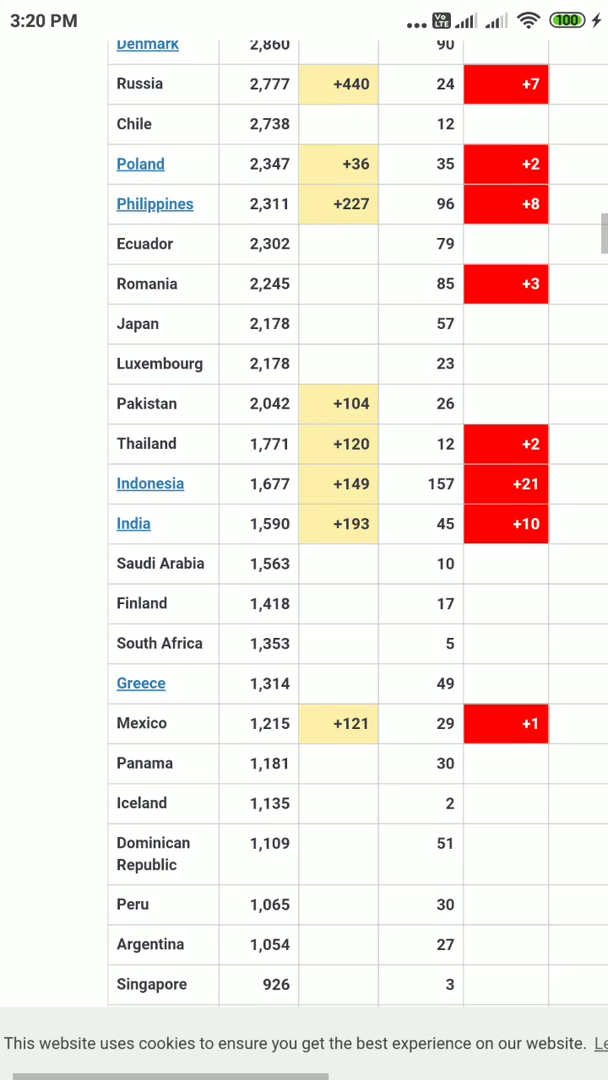 3:20 PM
Vo LTE
100
Denmark 2,860 90
Russia 2,777 +440 24 +7
Chile 2,738 12
Poland 2,347 +36 35 +2
Philippines 2,311 +227 96 +8
Ecuador 2,302 79
Romania 2,245 85 +3
Japan 2,178 57
Luxembourg 2,178 23
Pakistan 2,042 +104 26
Thailand 1,771 +120 12 +2
Indonesia 1,677 +149 157 +21
India 1,590 +193 45 +10
Saudi Arabia 1,563 10
Finland 1,418 17
South Africa 1,353 5
Greece 1,314 49
Mexico 1,215 +121 29 +1
Panama 1,181 30
Iceland 1,135 2
Dominican 1,109 51
Republic
Peru 1,065 30
Argentina 1,054 27
Singapore 926 3
This website uses cookies to ensure you get the best experience on our website.